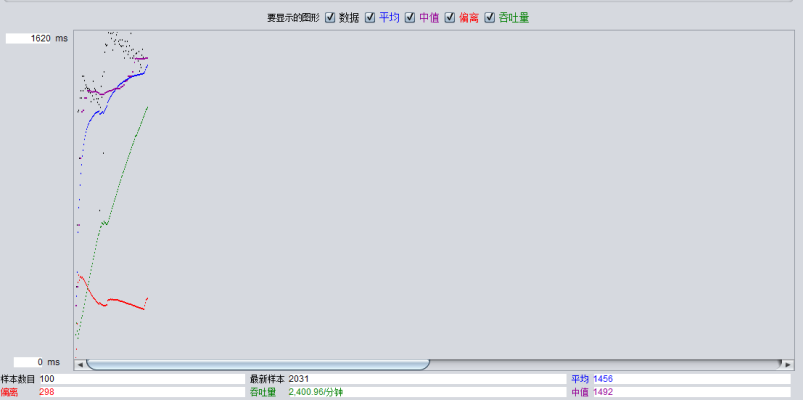 要显示的图形 数据 平均 中值 偏离 吞吐量
1620 ms
0 ms
样本数目 100 最新样本 2031 平均 1456
偏离 298 吞吐量 2,400.96/分钟 中值 1492